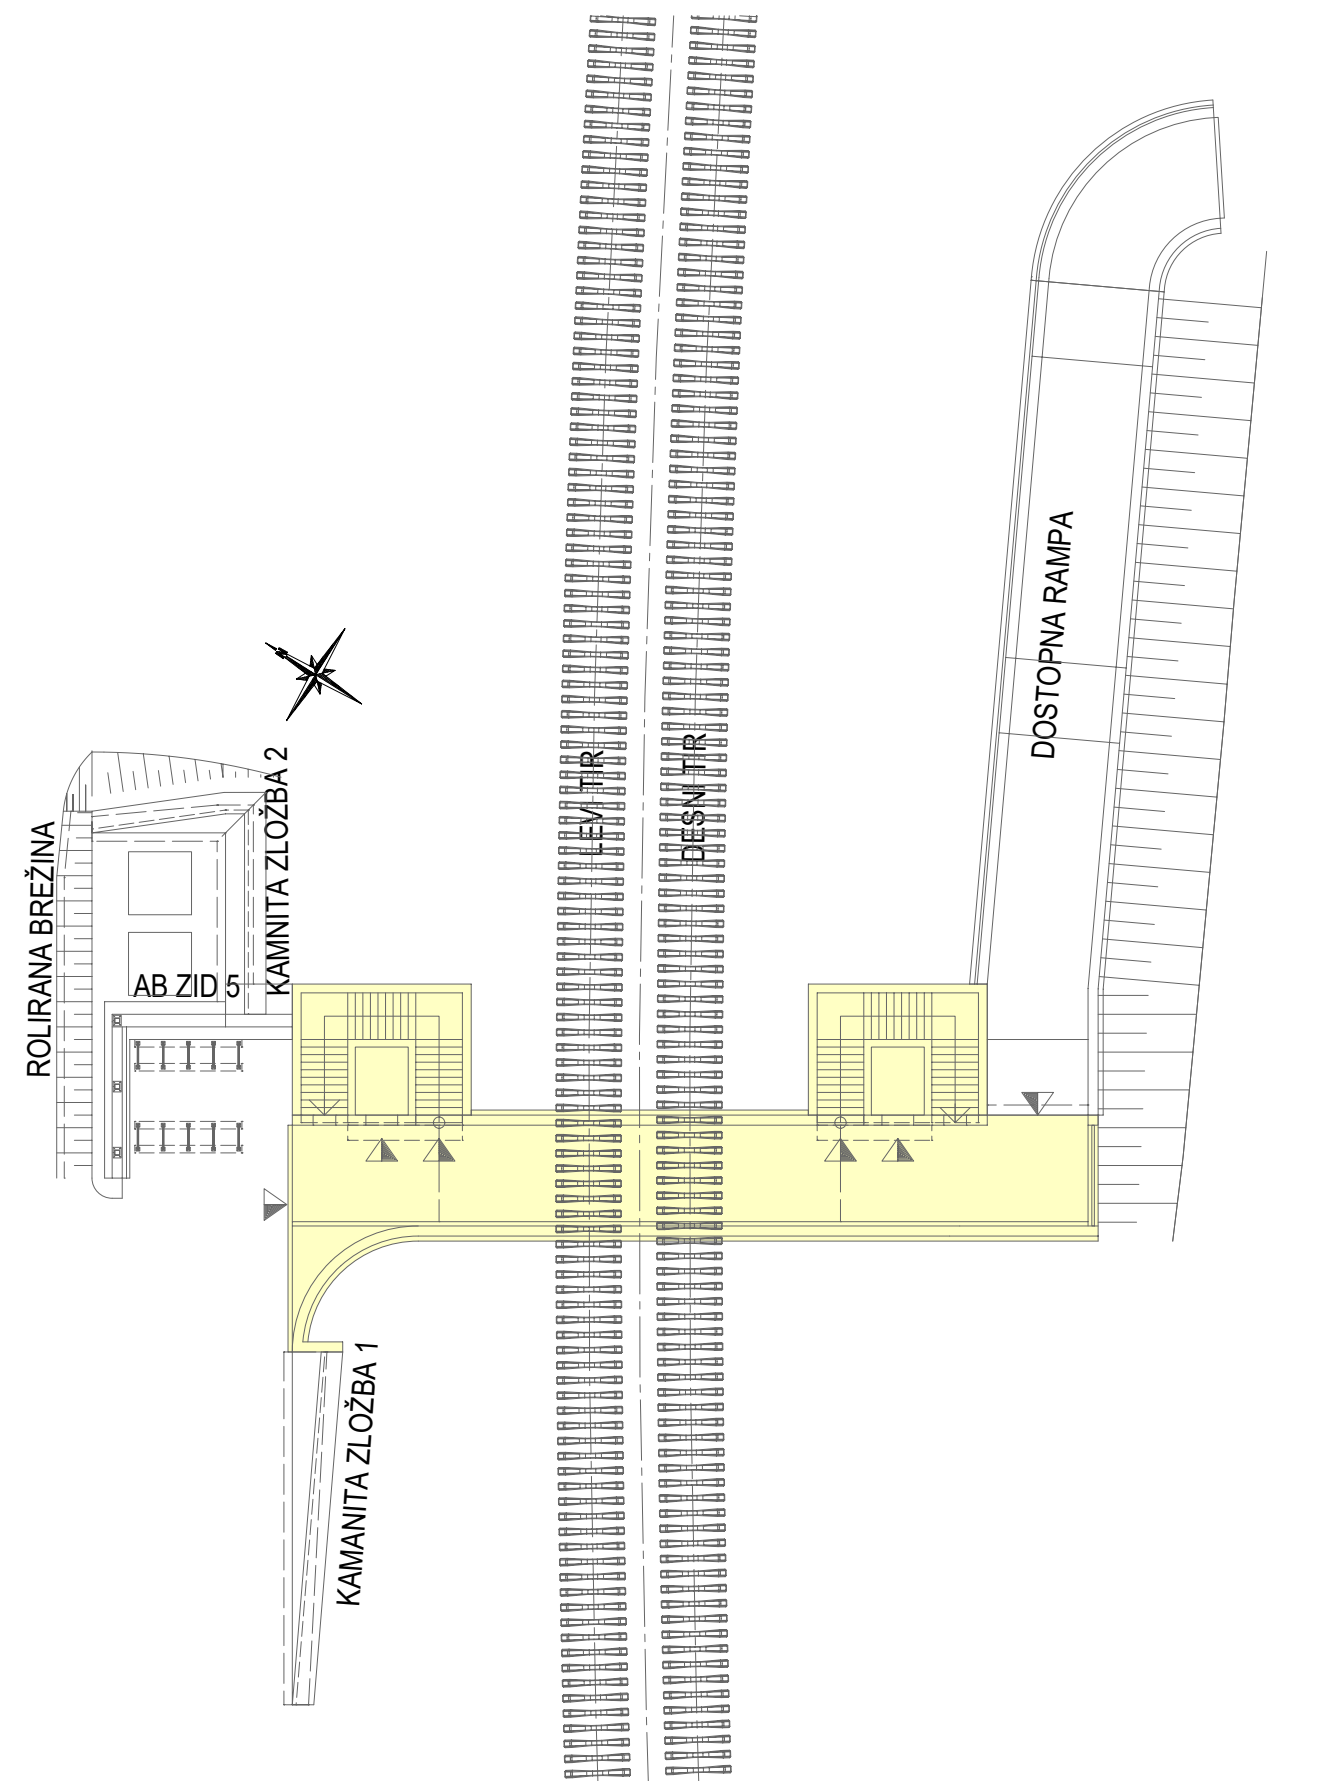 DOSTOPNA RAMPA
LEVI TIR
DESNI TIR
KAMNITA ZLOŽBA 2
ROLIRANA BREŽINA
AB ZID 5
KAMANITA ZLOŽBA 1
N